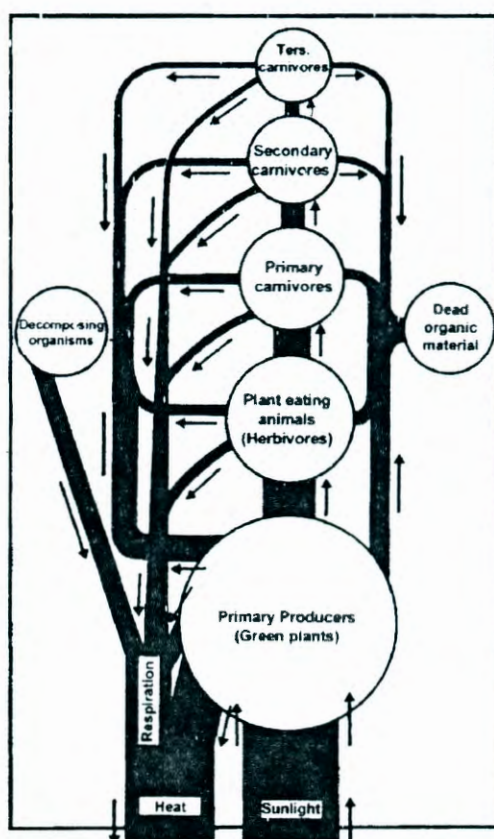 Ters.
carnivores
Secondary
carnivores
Primary
carnivores
Decomposing
organisms
Dead
organic
material
Plant eating
animals
(Herbivores)
Primary Producers
(Green plants)
Respiration
Heat
Sunlight